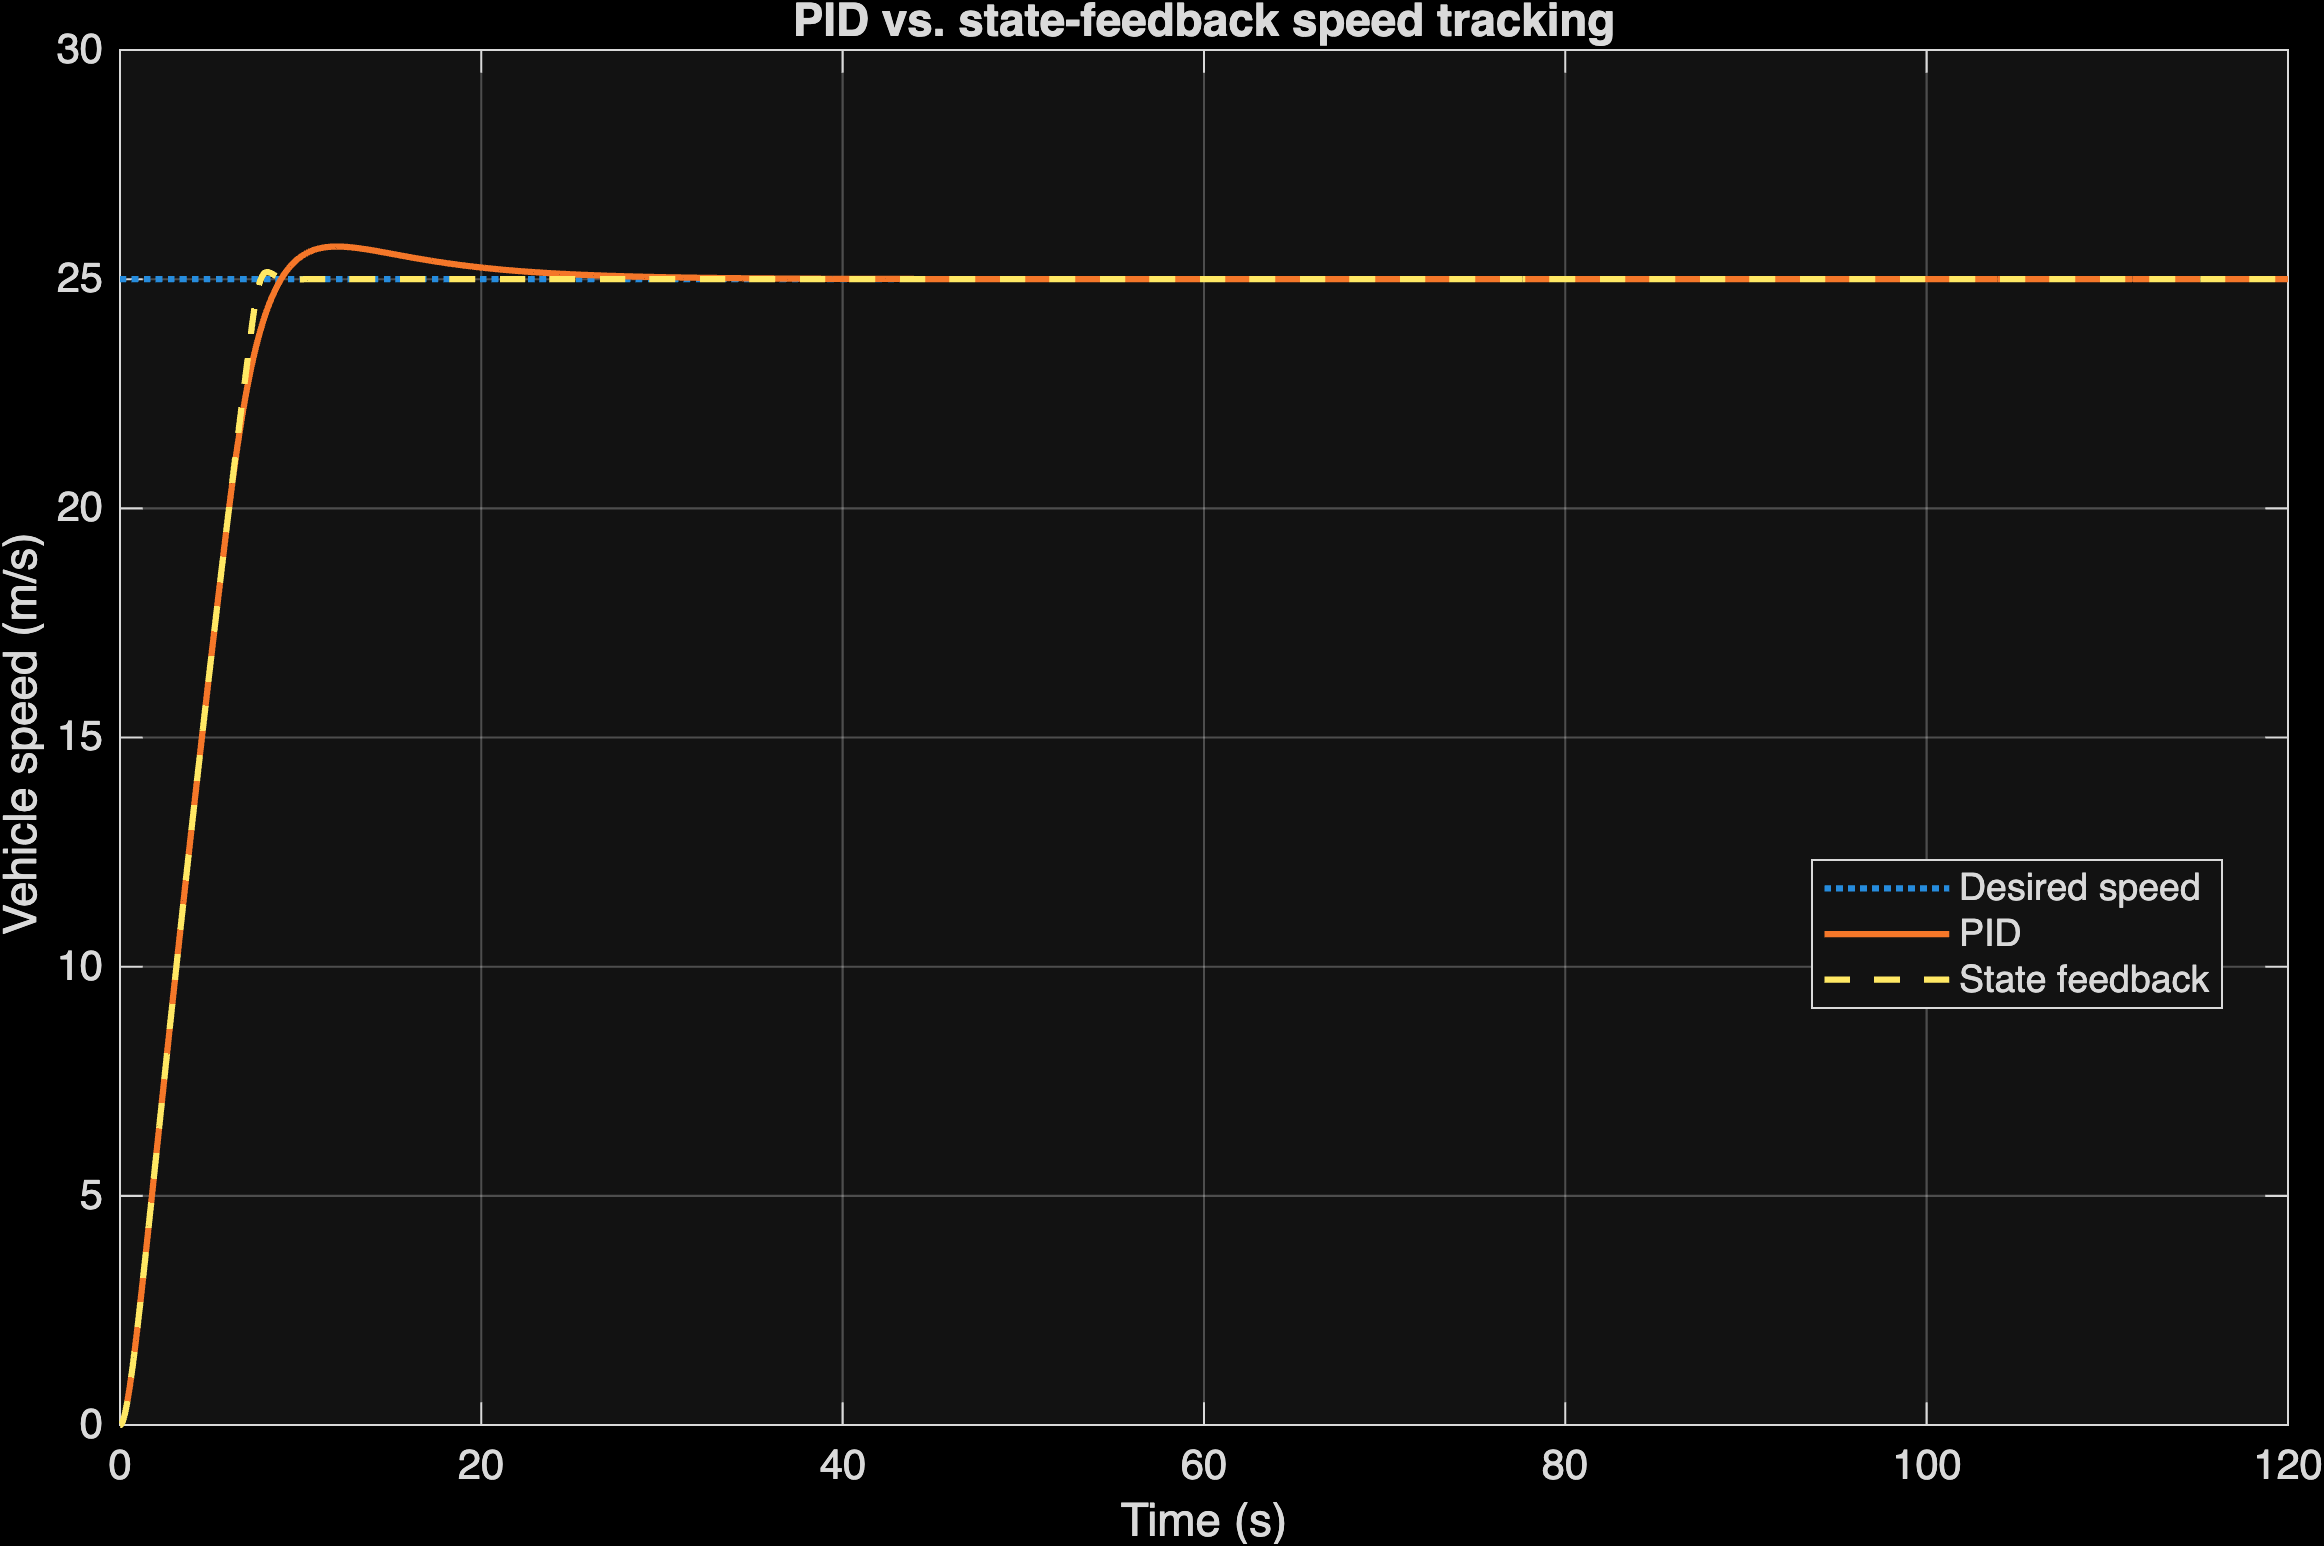 PID vs. state-feedback speed tracking
30
25
20
15
10
5
0
Vehicle speed (m/s)
0 20 40 60 80 100 120
Time (s)
Desired speed
PID
State feedback